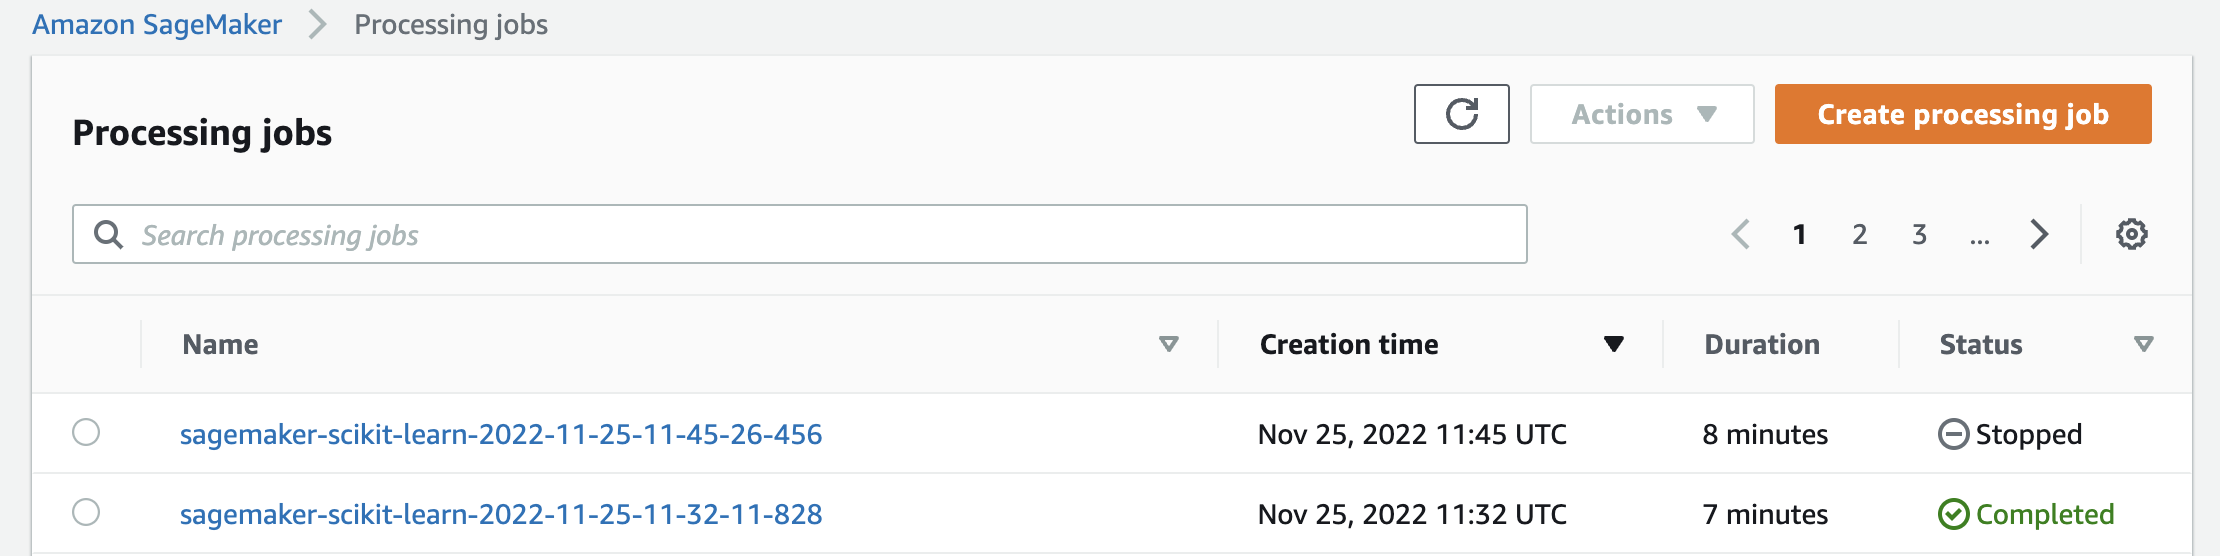 Amazon SageMaker > Processing jobs
Processing jobs
Actions
Create processing job
Search processing jobs
1 2 3 ...
Name Creation time Duration Status
sagemaker-scikit-learn-2022-11-25-11-45-26-456 Nov 25, 2022 11:45 UTC 8 minutes Stopped
sagemaker-scikit-learn-2022-11-25-11-32-11-828 Nov 25, 2022 11:32 UTC 7 minutes Completed